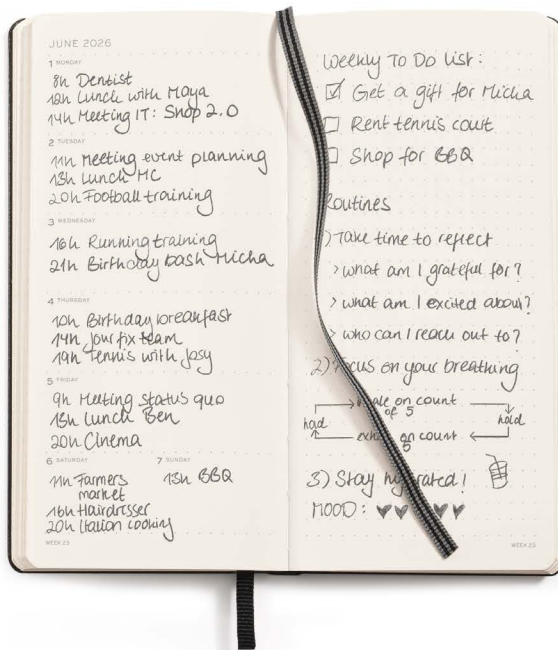 JUNE 2026
1 MONDAY
8h Dentist
12h Lunch with Maya
14h Meeting IT: Shop 2.0
2 TUESDAY
11h Meeting event planning
13h Lunch MC
20h Football training
3 WEDNESDAY
16h Running training
21h Birthday bash Micha
4 THURSDAY
10h Birthday breakfast
14h Jour fix team
19h Tennis with Josy
5 FRIDAY
9h Meeting status quo
13h Lunch Ben
20h Cinema
6 SATURDAY
11h Farmers
market
16h Hairdresser
20h Italian cooking
7 SUNDAY
13h BBQ
WEEK 23
Weekly To Do List:
Get a gift for Micha
Rent tennis court
Shop for BBQ
Routines
) Take time to reflect
> what am I grateful for?
> what am I excited about?
> who can I reach out to?
2) Focus on your breathing
on count
of 5
hold
hold
on count
5
3) Stay hydrated!
MOOD:
WEEK 23